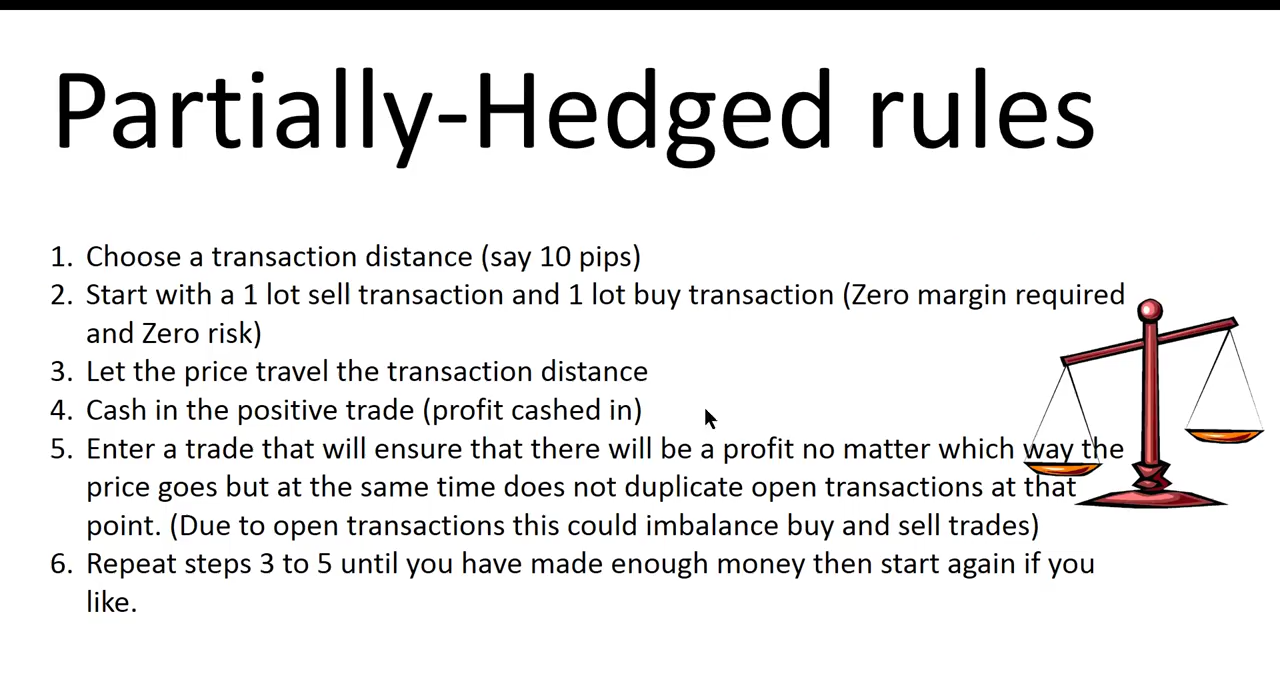 Partially-Hedged rules
1. Choose a transaction distance (say 10 pips)
2. Start with a 1 lot sell transaction and 1 lot buy transaction (Zero margin required
and Zero risk)
3. Let the price travel the transaction distance
4. Cash in the positive trade (profit cashed in)
5. Enter a trade that will ensure that there will be a profit no matter which way the
price goes but at the same time does not duplicate open transactions at that
point. (Due to open transactions this could imbalance buy and sell trades)
6. Repeat steps 3 to 5 until you have made enough money then start again if you
like.